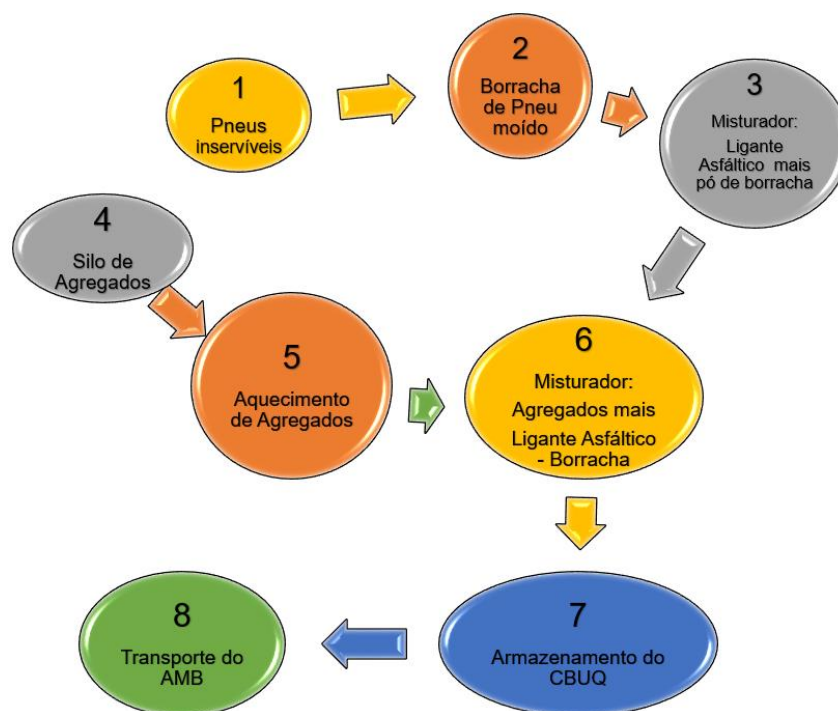 1
Pneus
inservíveis
2
Borracha
de Pneu
moído
3
Misturador:
Ligante
Asfáltico mais
pó de borracha
4
Silo de
Agregados
5
Aquecimento
de Agregados
6
Misturador:
Agregados mais
Ligante Asfáltico
- Borracha
7
Armazenamento do
CBUQ
8
Transporte do
AMB